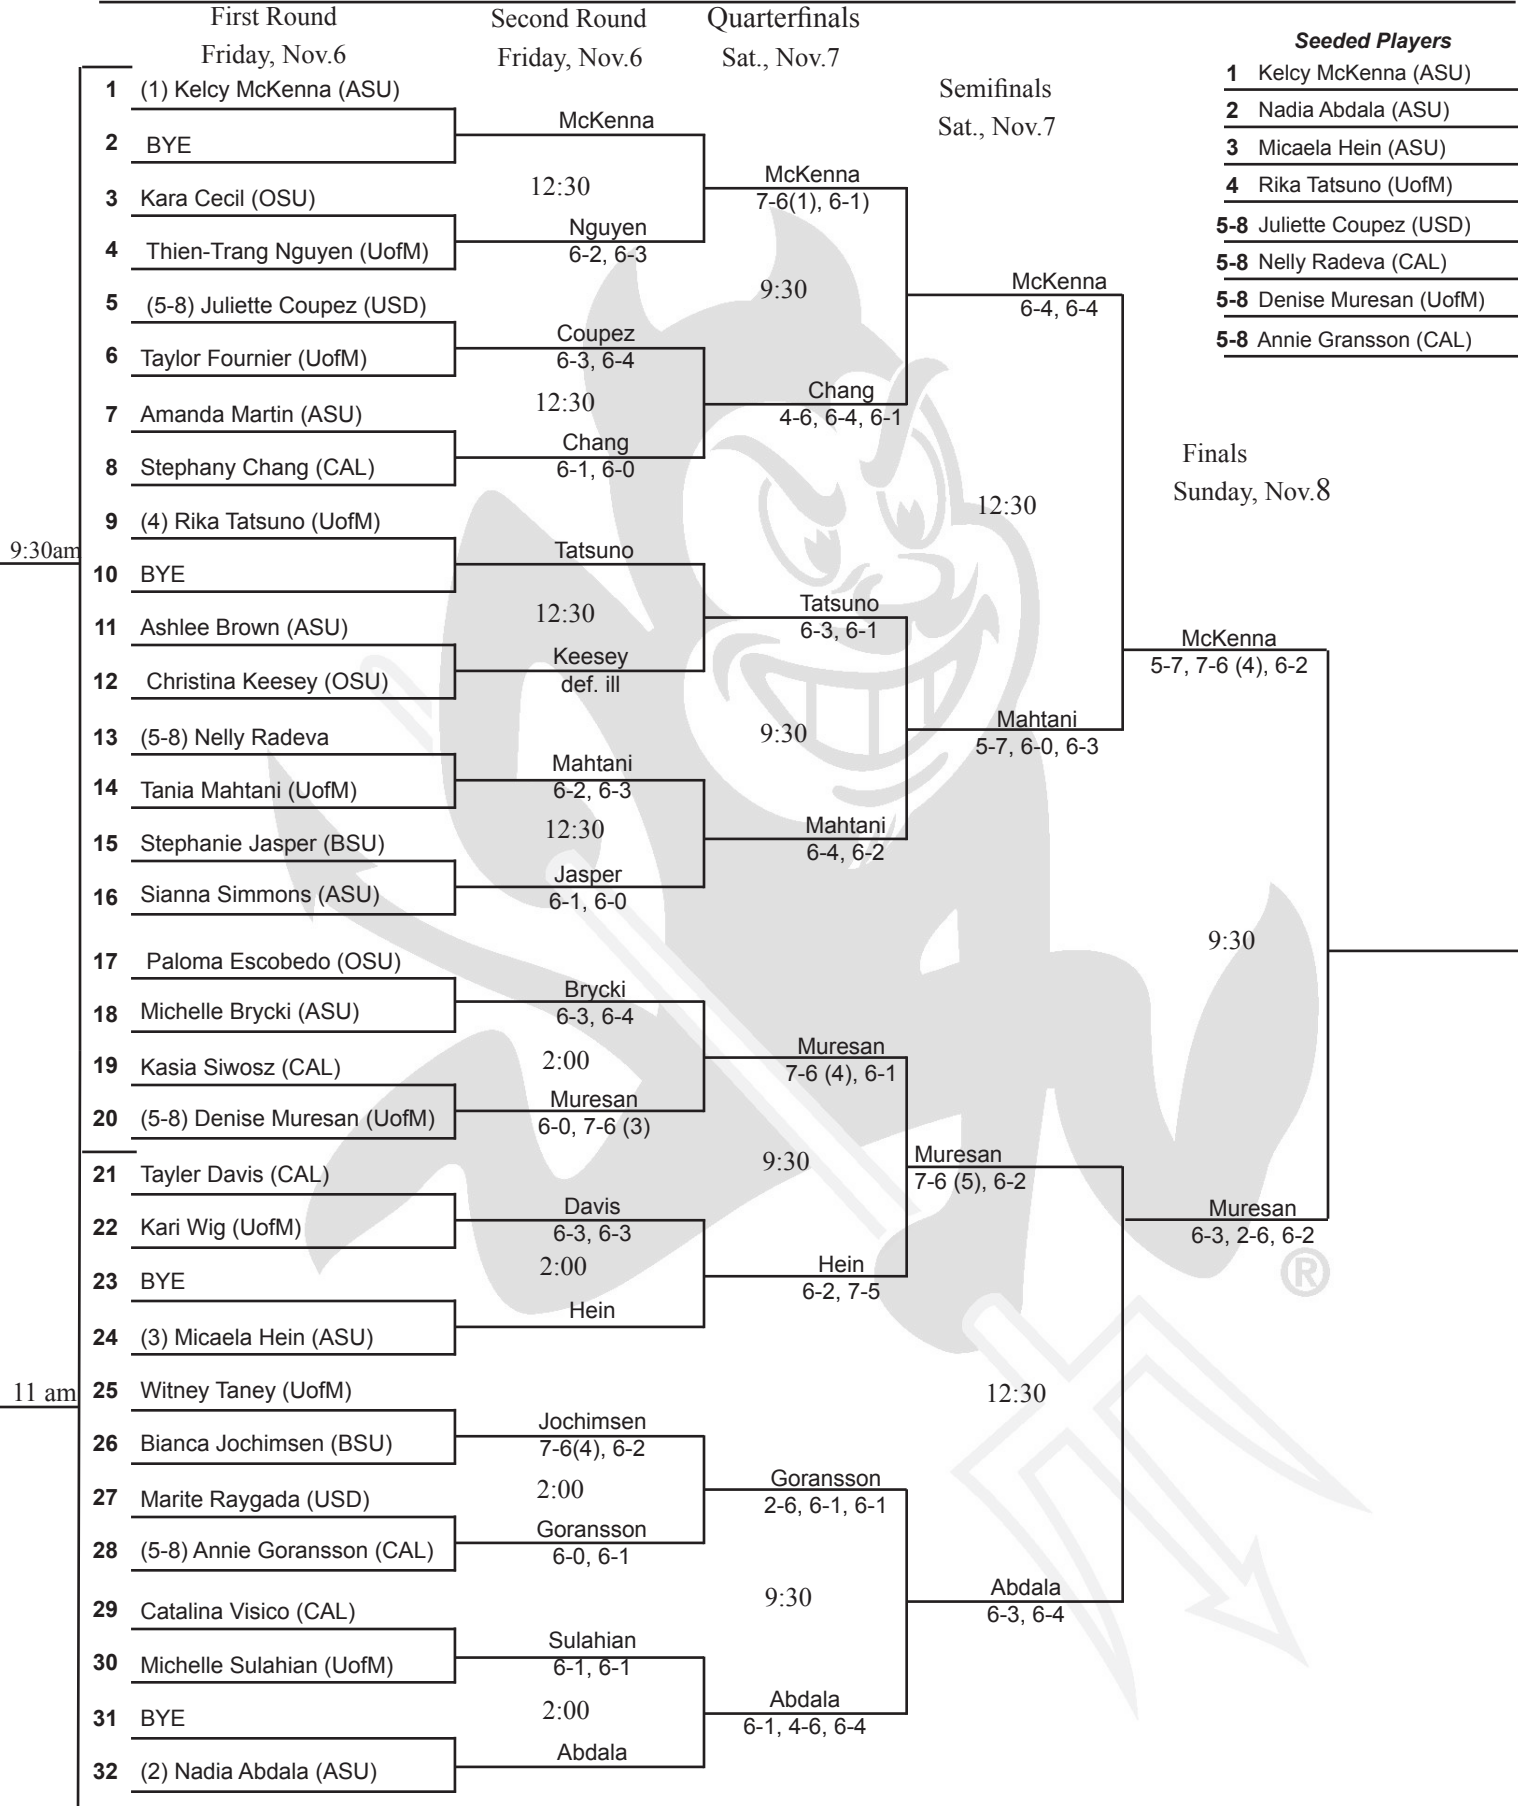 First Round
Friday, Nov.6
Second Round
Friday, Nov.6
Quarterfinals
Sat., Nov.7
Semifinals
Sat., Nov.7
Finals
Sunday, Nov.8
Seeded Players
1 Kelcy McKenna (ASU)
2 Nadia Abdala (ASU)
3 Micaela Hein (ASU)
4 Rika Tatsuno (UofM)
5-8 Juliette Coupez (USD)
5-8 Nelly Radeva (CAL)
5-8 Denise Muresan (UofM)
5-8 Annie Gransson (CAL)
9:30am
11 am
1 (1) Kelcy McKenna (ASU)
2 BYE
3 Kara Cecil (OSU)
4 Thien-Trang Nguyen (UofM)
5 (5-8) Juliette Coupez (USD)
6 Taylor Fournier (UofM)
7 Amanda Martin (ASU)
8 Stephany Chang (CAL)
9 (4) Rika Tatsuno (UofM)
10 BYE
11 Ashlee Brown (ASU)
12 Christina Keesey (OSU)
13 (5-8) Nelly Radeva
14 Tania Mahtani (UofM)
15 Stephanie Jasper (BSU)
16 Sianna Simmons (ASU)
17 Paloma Escobedo (OSU)
18 Michelle Brycki (ASU)
19 Kasia Siwosz (CAL)
20 (5-8) Denise Muresan (UofM)
21 Tayler Davis (CAL)
22 Kari Wig (UofM)
23 BYE
24 (3) Micaela Hein (ASU)
25 Witney Taney (UofM)
26 Bianca Jochimsen (BSU)
27 Marite Raygada (USD)
28 (5-8) Annie Goransson (CAL)
29 Catalina Visico (CAL)
30 Michelle Sulahian (UofM)
31 BYE
32 (2) Nadia Abdala (ASU)
McKenna
12:30
Nguyen
6-2, 6-3
Coupez
6-3, 6-4
12:30
Chang
6-1, 6-0
Tatsuno
12:30
Keesey
def. ill
Mahtani
6-2, 6-3
12:30
Jasper
6-1, 6-0
Brycki
6-3, 6-4
2:00
Muresan
6-0, 7-6 (3)
Davis
6-3, 6-3
2:00
Hein
Jochimsen
7-6(4), 6-2
2:00
Goransson
6-0, 6-1
Sulahian
6-1, 6-1
2:00
Abdala
McKenna
7-6(1), 6-1)
9:30
Chang
4-6, 6-4, 6-1
Tatsuno
6-3, 6-1
9:30
Mahtani
6-4, 6-2
Muresan
7-6 (4), 6-1
9:30
Hein
6-2, 7-5
Goransson
2-6, 6-1, 6-1
9:30
Abdala
6-1, 4-6, 6-4
McKenna
6-4, 6-4
12:30
Mahtani
5-7, 6-0, 6-3
Muresan
7-6 (5), 6-2
12:30
Abdala
6-3, 6-4
McKenna
5-7, 7-6 (4), 6-2
9:30
Muresan
6-3, 2-6, 6-2
®